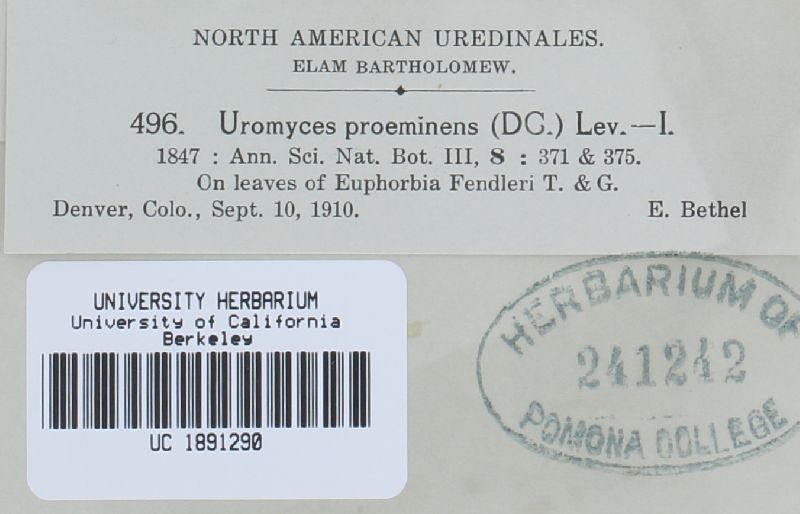 NORTH AMERICAN UREDINALES.
ELAM BARTHOLOMEW.
496. Uromyces proeminens (DC.) Lev.—I.
1847 : Ann. Sci. Nat. Bot. III, 8 : 371 & 375.
On leaves of Euphorbia Fendleri T. & G.
Denver, Colo., Sept. 10, 1910. E. Bethel
UNIVERSITY HERBARIUM
University of California
Berkeley
UC 1891290
HERBARIUM OF
241242
POMONA COLLEGE